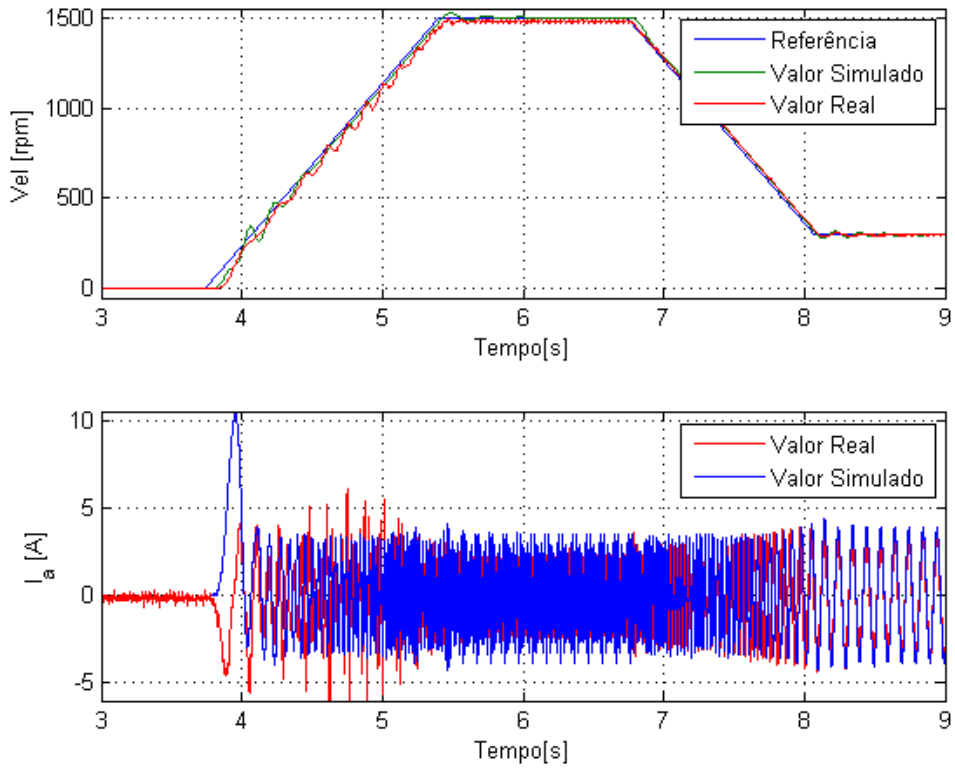 1500
1000
500
0
Vel [rpm]
Referência
Valor Simulado
Valor Real
3 4 5 6 7 8 9
Tempo[s]
10
5
0
-5
I_a [A]
Valor Real
Valor Simulado
3 4 5 6 7 8 9
Tempo[s]